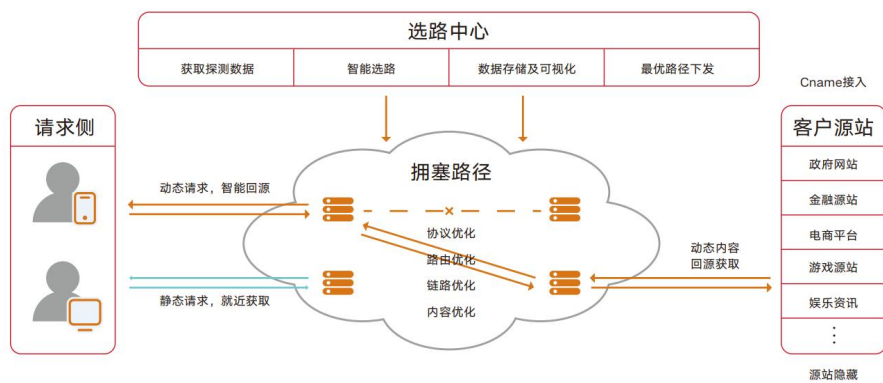 选路中心
获取探测数据
智能选路
数据存储及可视化
最优路径下发
Cname接入
请求侧
客户源站
政府网站
金融源站
电商平台
游戏源站
娱乐资讯
拥塞路径
动态请求，智能回源
静态请求，就近获取
协议优化
路由优化
链路优化
内容优化
动态内容
回源获取
源站隐藏